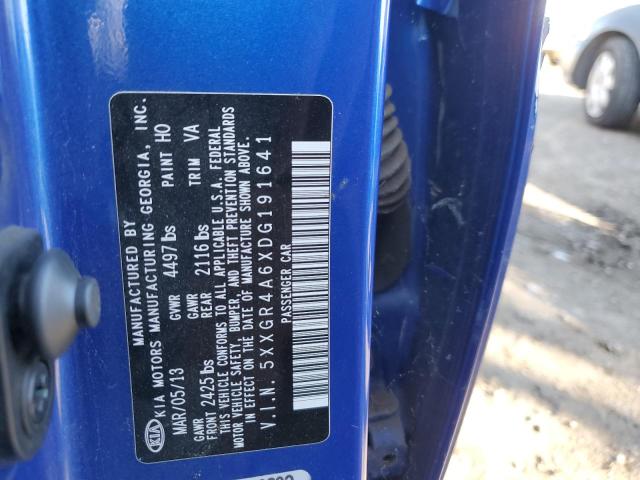 MANUFACTURED BY
KIA KIA MOTORS MANUFACTURING GEORGIA, INC.
MAR/05/13 GVWR 4497 lbs PAINT HO
GAWR FRONT 2425 lbs GAWR REAR 2116 lbs TRIM VA
THIS VEHICLE CONFORMS TO ALL APPLICABLE U.S.A. FEDERAL
MOTOR VEHICLE SAFETY, BUMPER, AND THEFT PREVENTION STANDARDS
IN EFFECT ON THE DATE OF MANUFACTURE SHOWN ABOVE.
V.I.N. 5XXGR4A6XDG191641
PASSENGER CAR